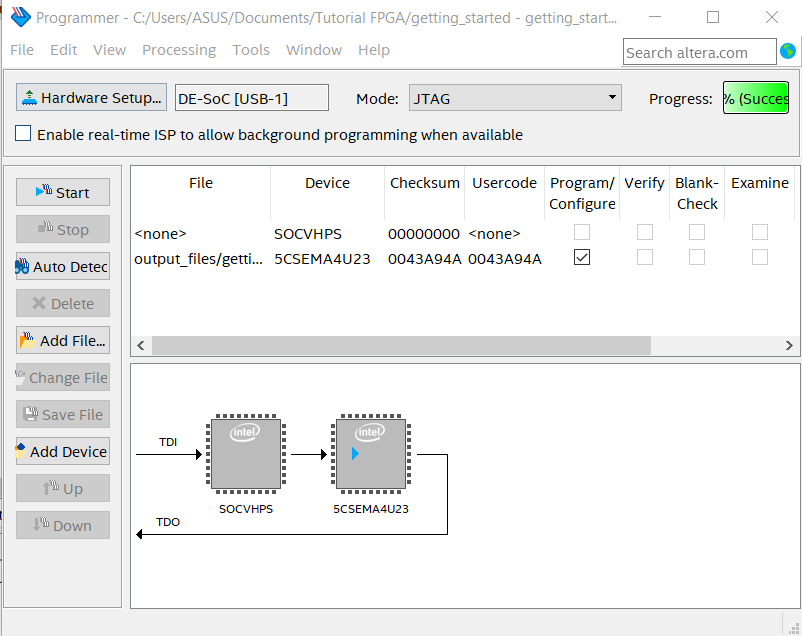 Programmer - C:/Users/ASUS/Documents/Tutorial FPGA/getting_started - getting_start...
File Edit View Processing Tools Window Help
Search altera.com
Hardware Setup... DE-SoC [USB-1] Mode: JTAG Progress: % (Succes
Enable real-time ISP to allow background programming when available
Start
Stop
Auto Detec
Delete
Add File...
Change File
Save File
Add Device
Up
Down
File Device Checksum Usercode Program/ Verify Blank- Examine
Configure Check
<none> SOCVHPS 00000000 <none>
output_files/getti... 5CSEMA4U23 0043A94A 0043A94A
TDI
intel intel
SOCVHPS 5CSEMA4U23
TDO